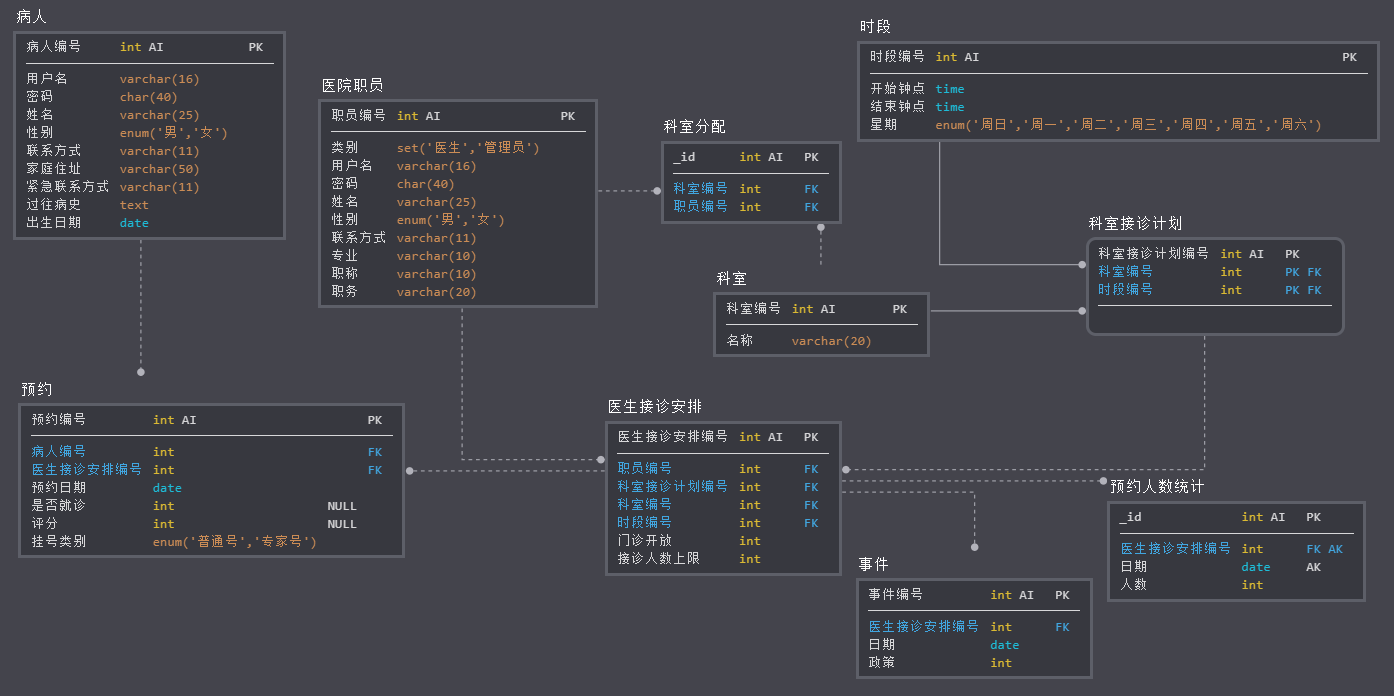 病人
病人编号 int AI PK
用户名 varchar(16)
密码 char(40)
姓名 varchar(25)
性别 enum('男','女')
联系方式 varchar(11)
家庭住址 varchar(50)
紧急联系方式 varchar(11)
过往病史 text
出生日期 date
医院职员
职员编号 int AI PK
类别 set('医生','管理员')
用户名 varchar(16)
密码 char(40)
姓名 varchar(25)
性别 enum('男','女')
联系方式 varchar(11)
专业 varchar(10)
职称 varchar(10)
职务 varchar(20)
科室分配
_id int AI PK
科室编号 int FK
职员编号 int FK
时段
时段编号 int AI PK
开始钟点 time
结束钟点 time
星期 enum('周日','周一','周二','周三','周四','周五','周六')
科室接诊计划
科室接诊计划编号 int AI PK
科室编号 int PK FK
时段编号 int PK FK
科室
科室编号 int AI PK
名称 varchar(20)
预约
预约编号 int AI PK
病人编号 int FK
医生接诊安排编号 int FK
预约日期 date
是否就诊 int NULL
评分 int NULL
挂号类别 enum('普通号','专家号')
医生接诊安排
医生接诊安排编号 int AI PK
职员编号 int FK
科室接诊计划编号 int FK
科室编号 int FK
时段编号 int FK
门诊开放 int
接诊人数上限 int
事件
事件编号 int AI PK
医生接诊安排编号 int FK
日期 date
政策 int
预约人数统计
_id int AI PK
医生接诊安排编号 int FK AK
日期 date AK
人数 int